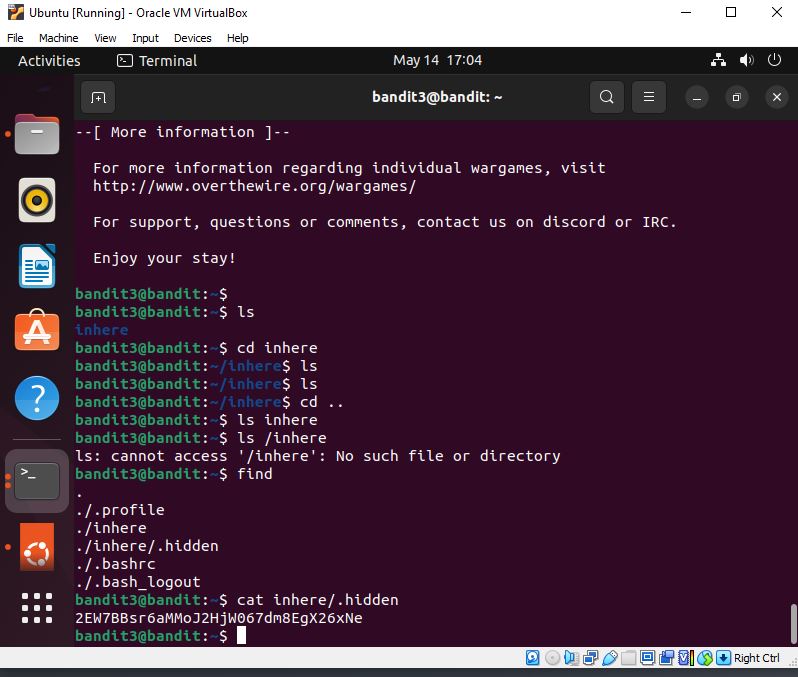 Ubuntu [Running] - Oracle VM VirtualBox
File Machine View Input Devices Help
Activities Terminal May 14 17:04
bandit3@bandit: ~
--[ More information ]--
For more information regarding individual wargames, visit
http://www.overthewire.org/wargames/
For support, questions or comments, contact us on discord or IRC.
Enjoy your stay!
bandit3@bandit:~$
bandit3@bandit:~$ ls
inhere
bandit3@bandit:~$ cd inhere
bandit3@bandit:~/inhere$ ls
bandit3@bandit:~/inhere$ ls
bandit3@bandit:~/inhere$ cd ..
bandit3@bandit:~$ ls inhere
bandit3@bandit:~$ ls /inhere
ls: cannot access '/inhere': No such file or directory
bandit3@bandit:~$ find
.
./.profile
./inhere
./inhere/.hidden
./.bashrc
./.bash_logout
bandit3@bandit:~$ cat inhere/.hidden
2EW7BBsr6aMMoJ2HjW067dm8EgX26xNe
bandit3@bandit:~$
Right Ctrl